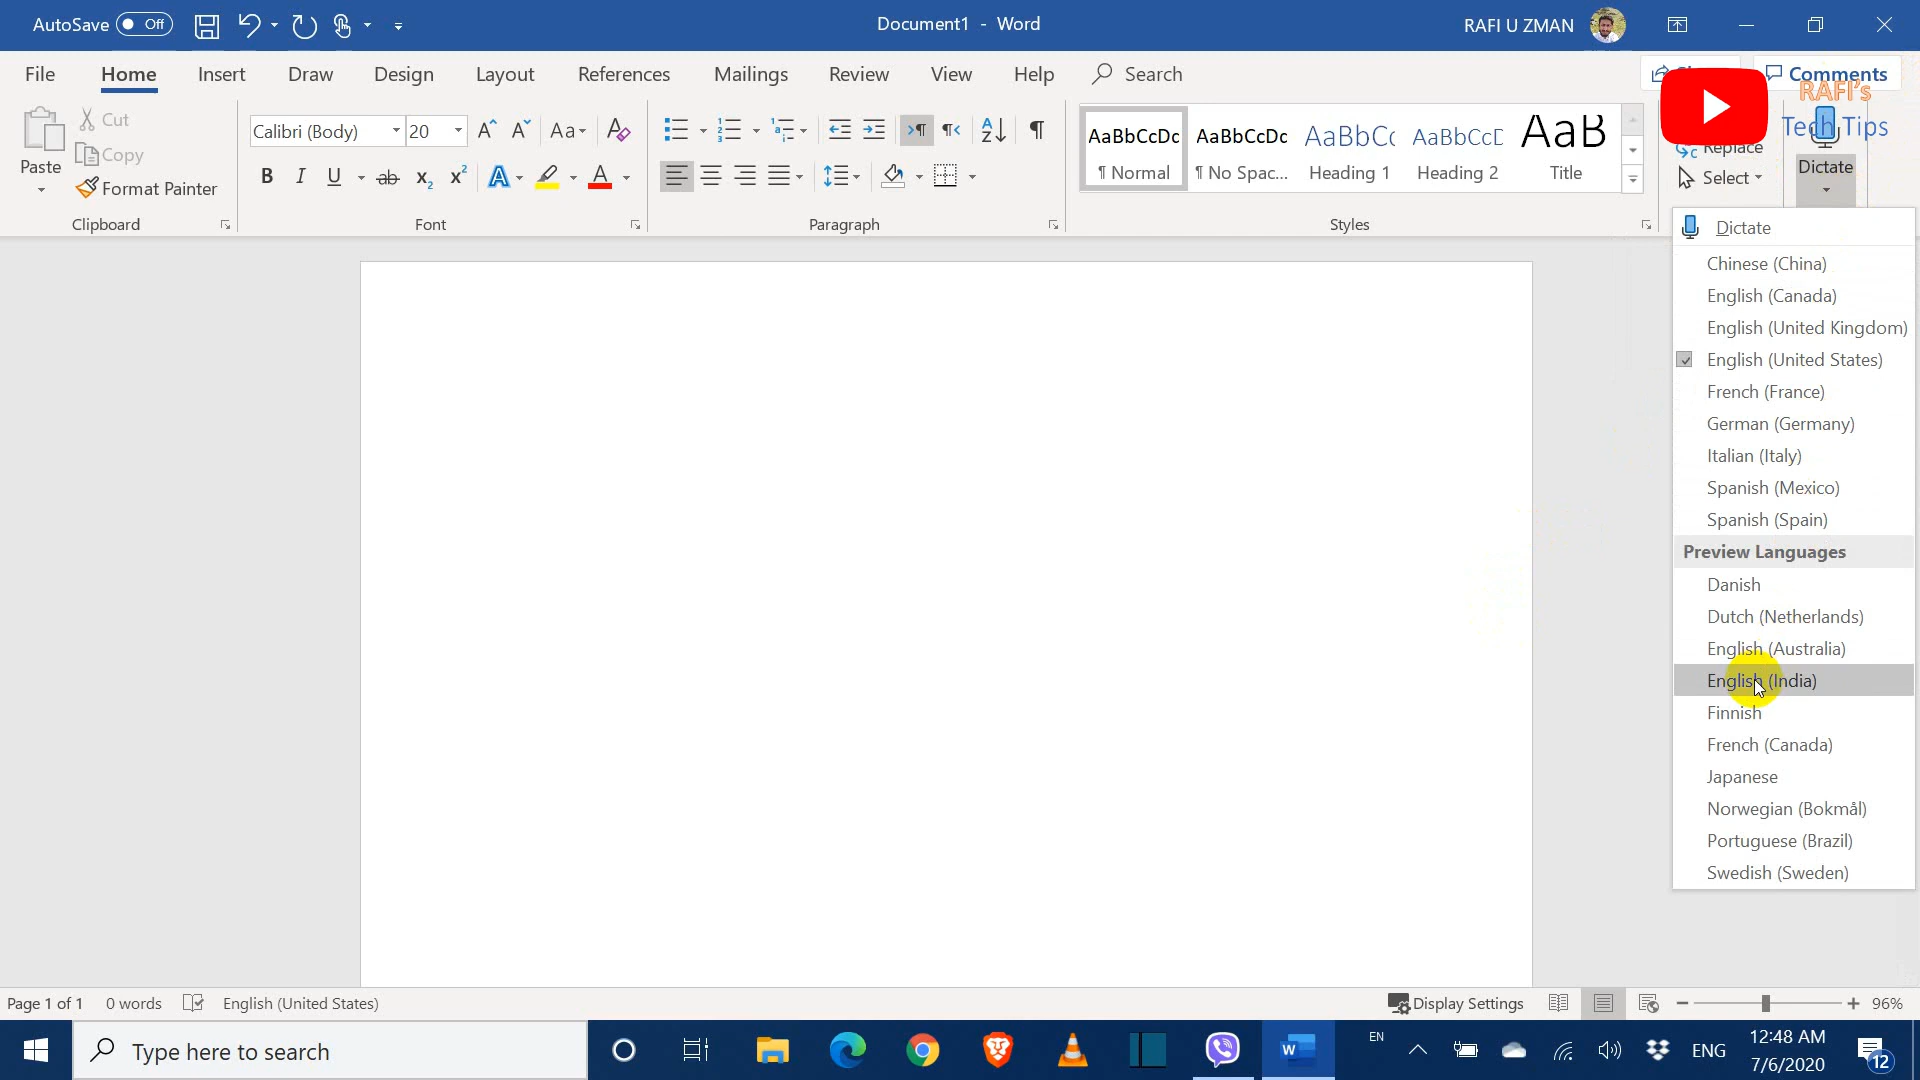 AutoSave Off
Document1 - Word
RAFI U ZMAN
File Home Insert Draw Design Layout References Mailings Review View Help Search
Comments
RAFI's
Tech Tips
Paste
Cut
Copy
Format Painter
Clipboard
Calibri (Body) 20
Aa
B I U ab x₂ x² A A
Font
Paragraph
AaBbCcDc AaBbCcDc AaBbC AaBbCcD AaB
¶ Normal ¶ No Spac... Heading 1 Heading 2 Title
Styles
Replace
Select
Dictate
Dictate
Chinese (China)
English (Canada)
English (United Kingdom)
English (United States)
French (France)
German (Germany)
Italian (Italy)
Spanish (Mexico)
Spanish (Spain)
Preview Languages
Danish
Dutch (Netherlands)
English (Australia)
English (India)
Finnish
French (Canada)
Japanese
Norwegian (Bokmål)
Portuguese (Brazil)
Swedish (Sweden)
Page 1 of 1 0 words English (United States)
Display Settings
96%
Type here to search
W
EN
ENG
12:48 AM
7/6/2020
12